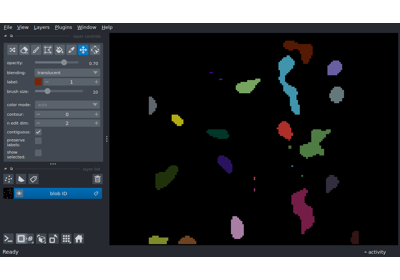 File View Layers Plugins Window Help
opacity: 0.70
blending: translucent
label: 1
brush size: 10
color mode:
contour: 0
n edit dim: 2
contiguous
preserve
labels:
show
selected:
blob ID
Ready activity